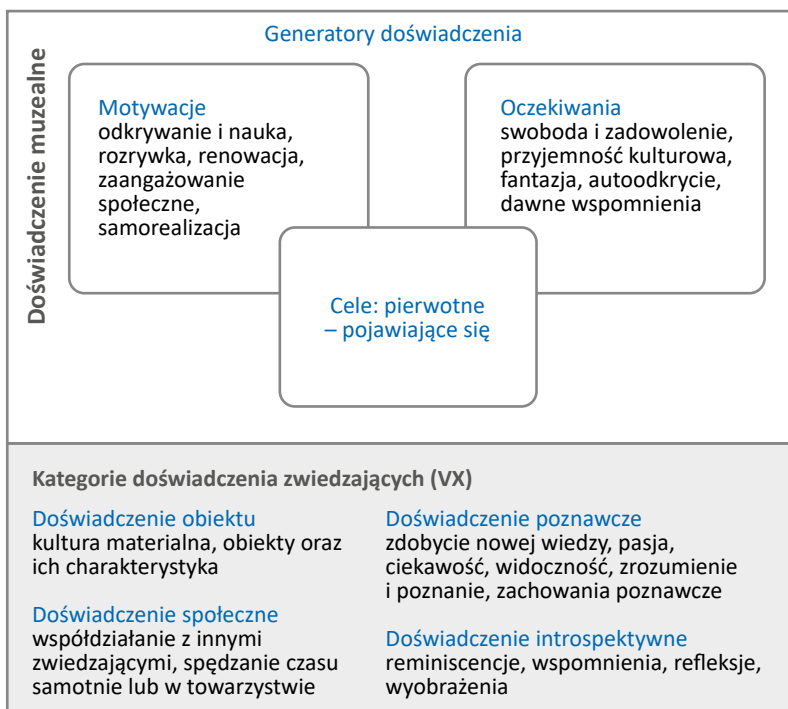 Doświadczenie muzealne
Generatory doświadczenia
Motywacje
odkrywanie i nauka,
rozrywka, renowacja,
zaangażowanie
społeczne,
samorealizacja
Oczekiwania
swoboda i zadowolenie,
przyjemność kulturowa,
fantazja, autoodkrycie,
dawne wspomnienia
Cele: pierwotne
– pojawiające się
Kategorie doświadczenia zwiedzających (VX)
Doświadczenie obiektu
kultura materialna, obiekty oraz
ich charakterystyka
Doświadczenie społeczne
współdziałanie z innymi
zwiedzającymi, spędzanie czasu
samotnie lub w towarzystwie
Doświadczenie poznawcze
zdobycie nowej wiedzy, pasja,
ciekawość, widoczność, zrozumienie
i poznanie, zachowania poznawcze
Doświadczenie introspektywne
reminiscencje, wspomnienia, refleksje,
wyobrażenia